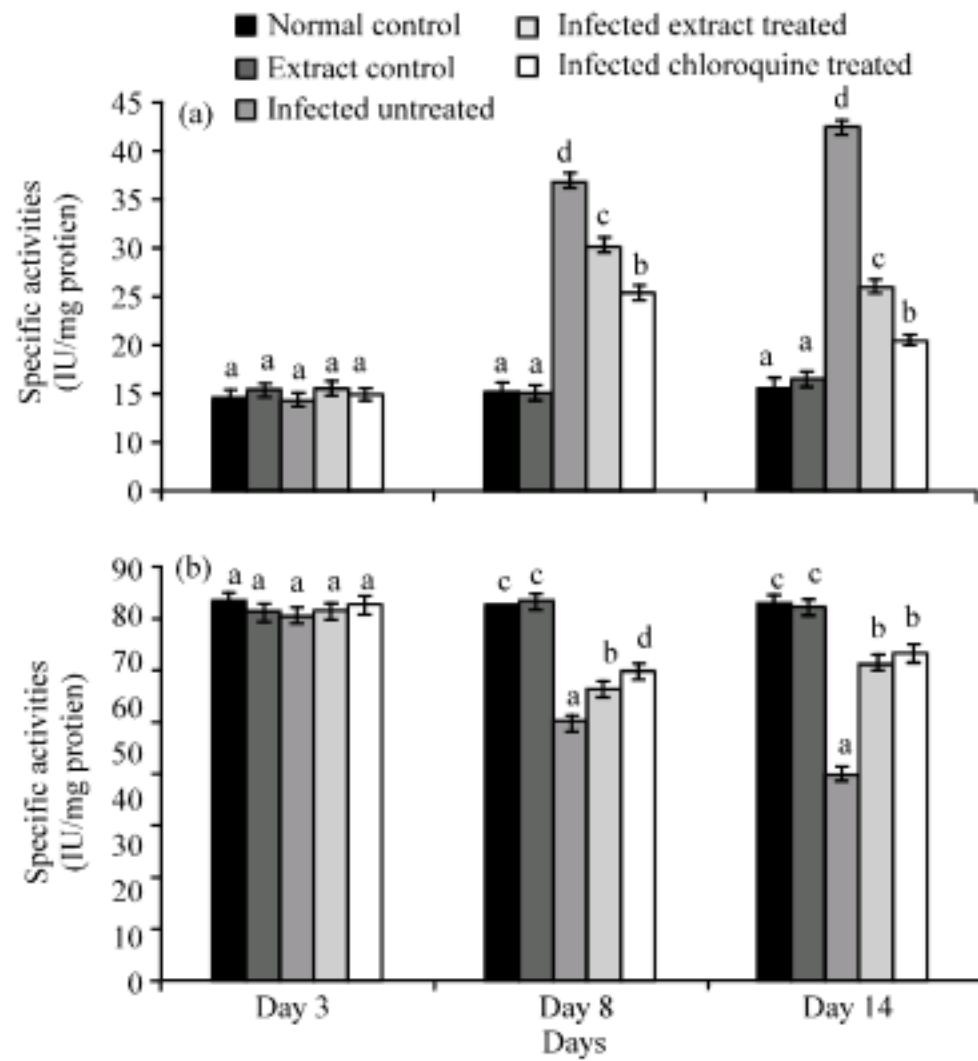 Normal control
Extract control
Infected untreated
Infected extract treated
Infected chloroquine treated
(a)
Specific activities
(IU/mg protien)
45
40
35
30
25
20
15
10
0
a a a a a
a a d c b
a a d c b
(b)
Specific activities
(IU/mg protien)
90
80
70
60
50
40
30
20
10
0
a a a a a
c c a b d
c c a b b
Day 3 Day 8 Day 14
Days